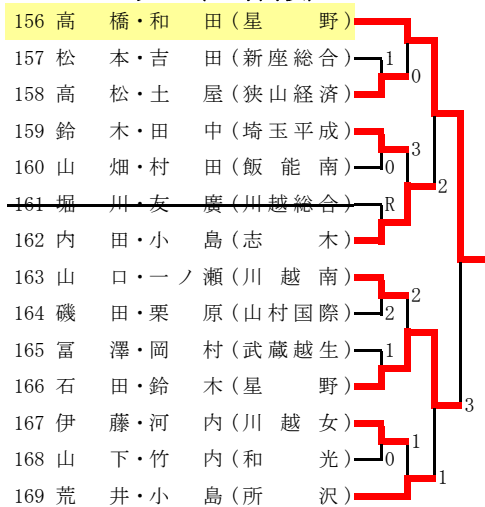 156 高橋・和田(星野)
157 松本・吉田(新座総合) 1
0
158 高松・土屋(狭山経済)
159 鈴木・田中(埼玉平成)
3
160 山畑・村田(飯能南) 0
2
161 堀川・友廣(川越総合) R
162 内田・小島(志木)
163 山口・一ノ瀬(川越南)
2
164 磯田・栗原(山村国際) 2
165 冨澤・岡村(武蔵越生) 1
166 石田・鈴木(星野)
3
167 伊藤・河内(川越女)
1
168 山下・竹内(和光) 0
1
169 荒井・小島(所沢)